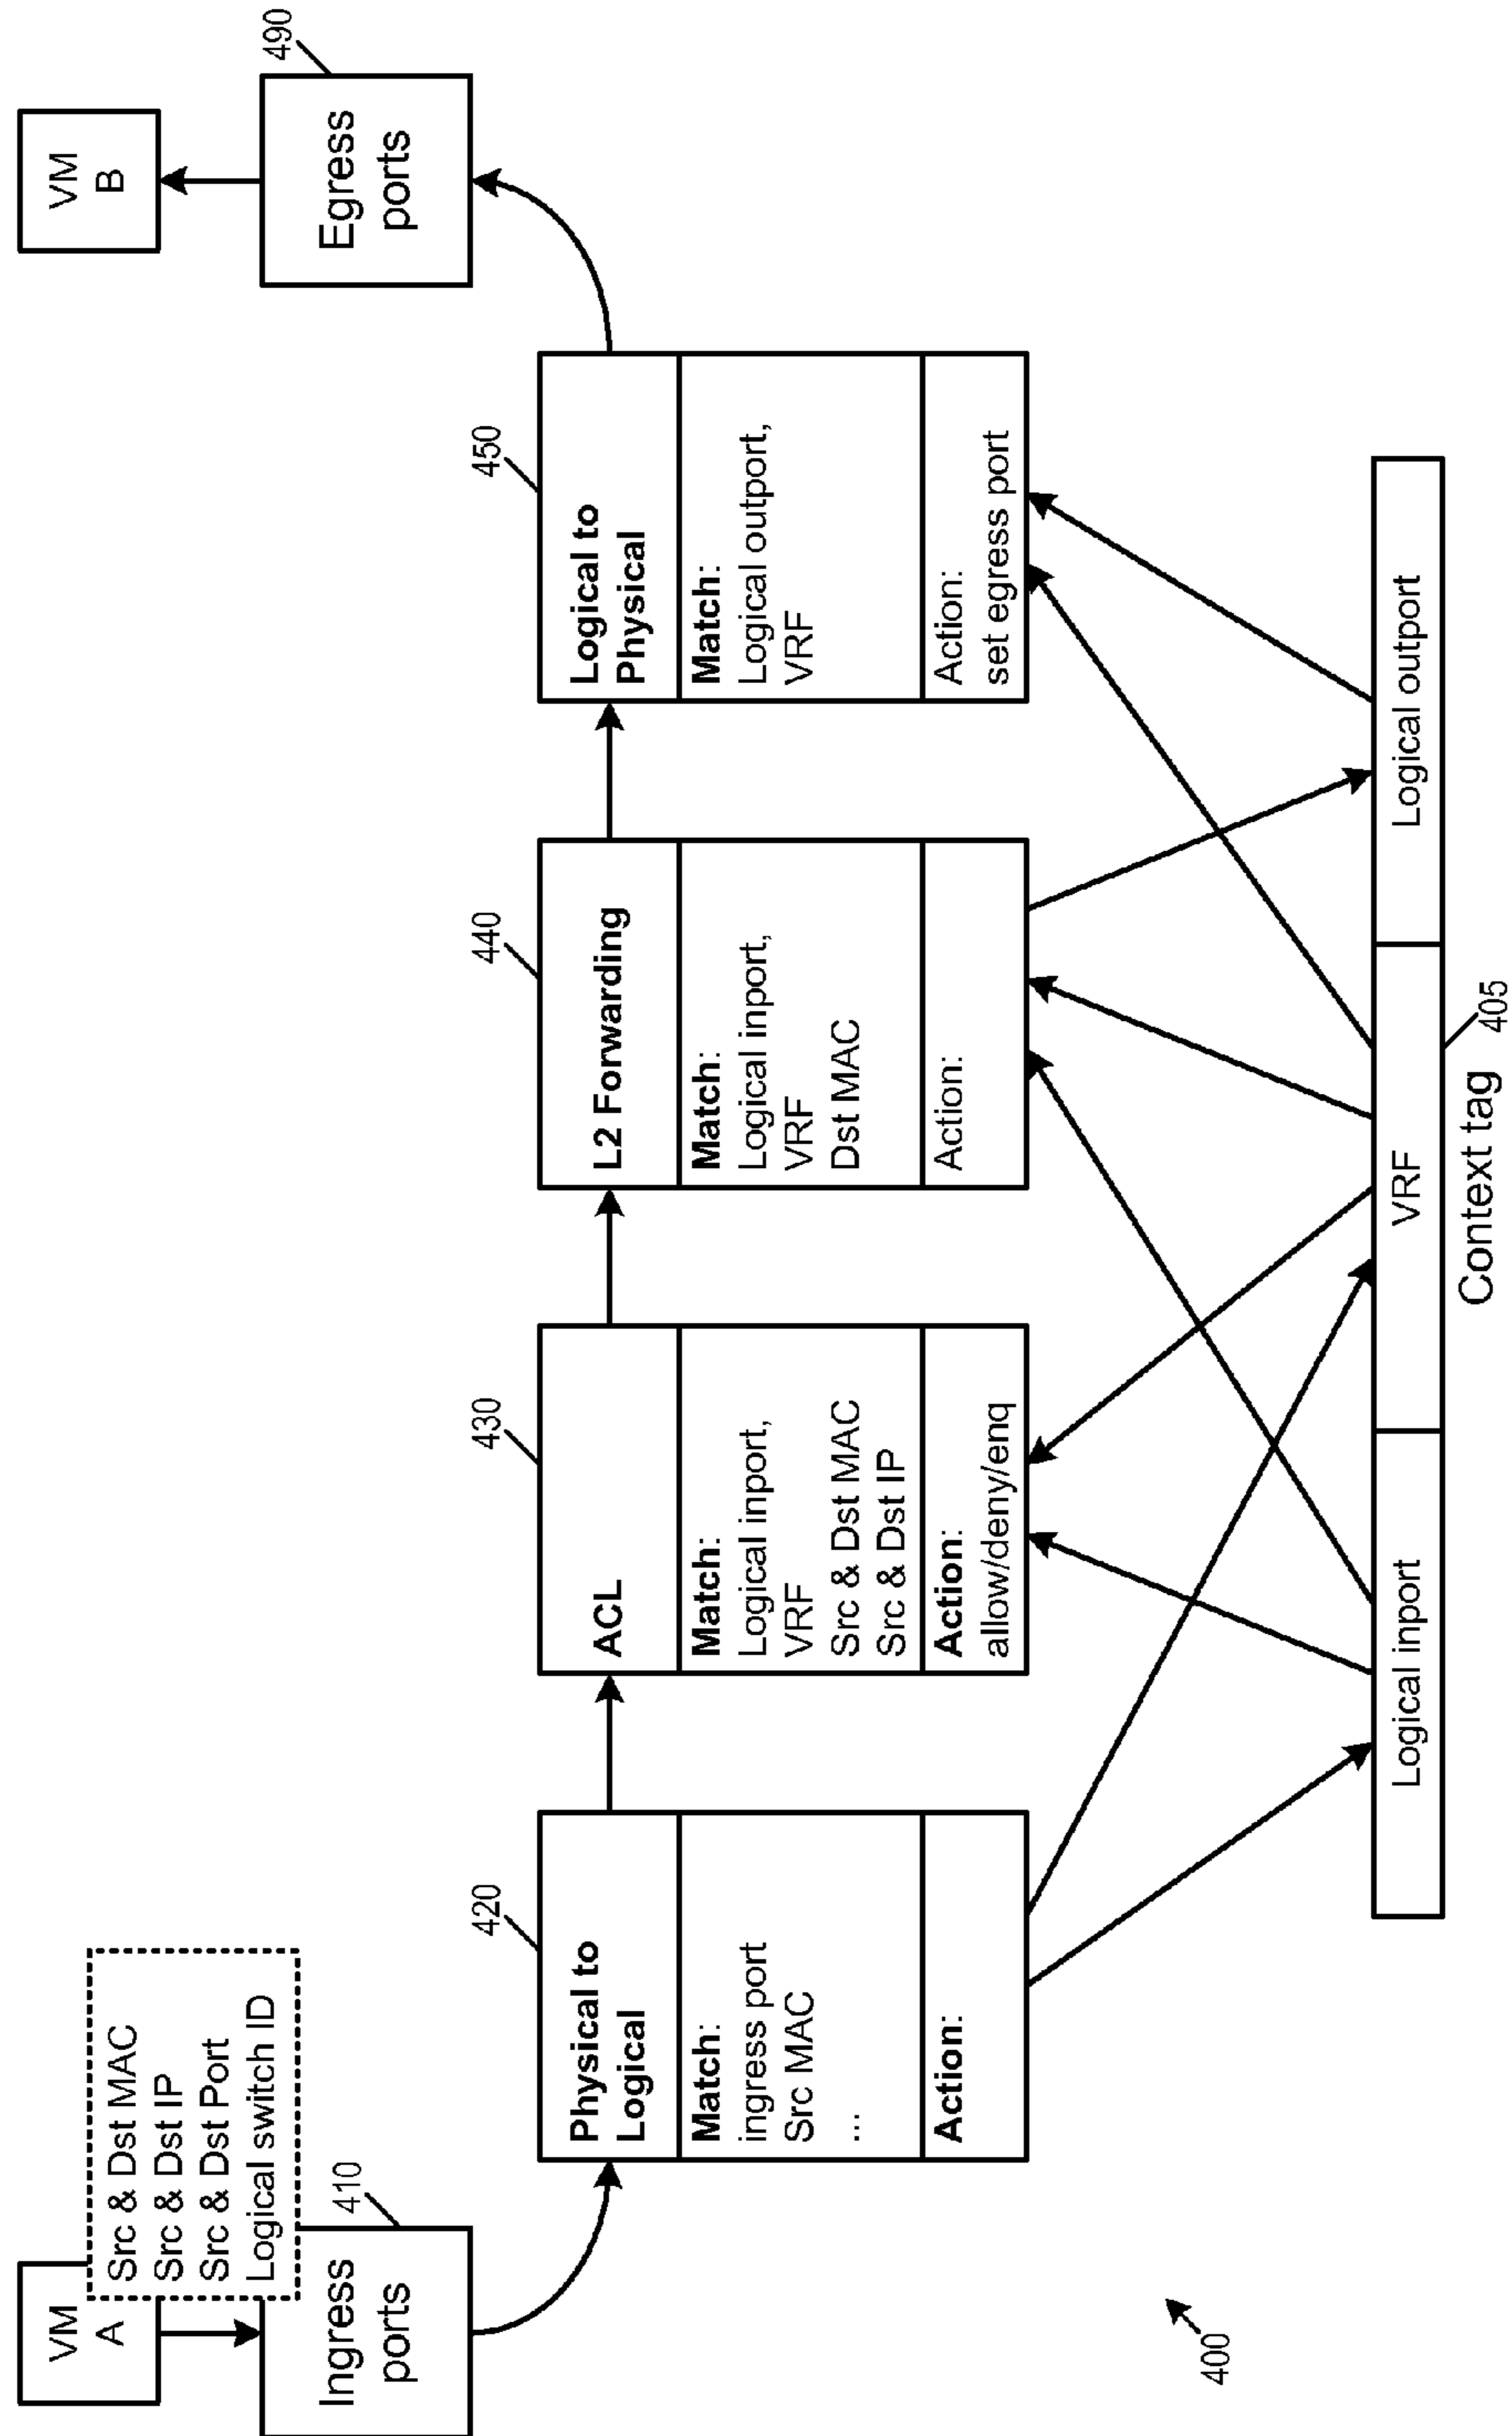 VM
A
Src & Dst MAC
Src & Dst IP
Src & Dst Port
Logical switch ID
Ingress
ports
410
VM
B
Egress
ports
490
420
Physical to
Logical
Match:
ingress port
Src MAC
...
Action:
430
ACL
Match:
Logical inport,
VRF
Src & Dst MAC
Src & Dst IP
Action:
allow/deny/enq
440
L2 Forwarding
Match:
Logical inport,
VRF
Dst MAC
Action:
450
Logical to
Physical
Match:
Logical outport,
VRF
Action:
set egress port
Logical inport
VRF
Logical outport
Context tag
405
400